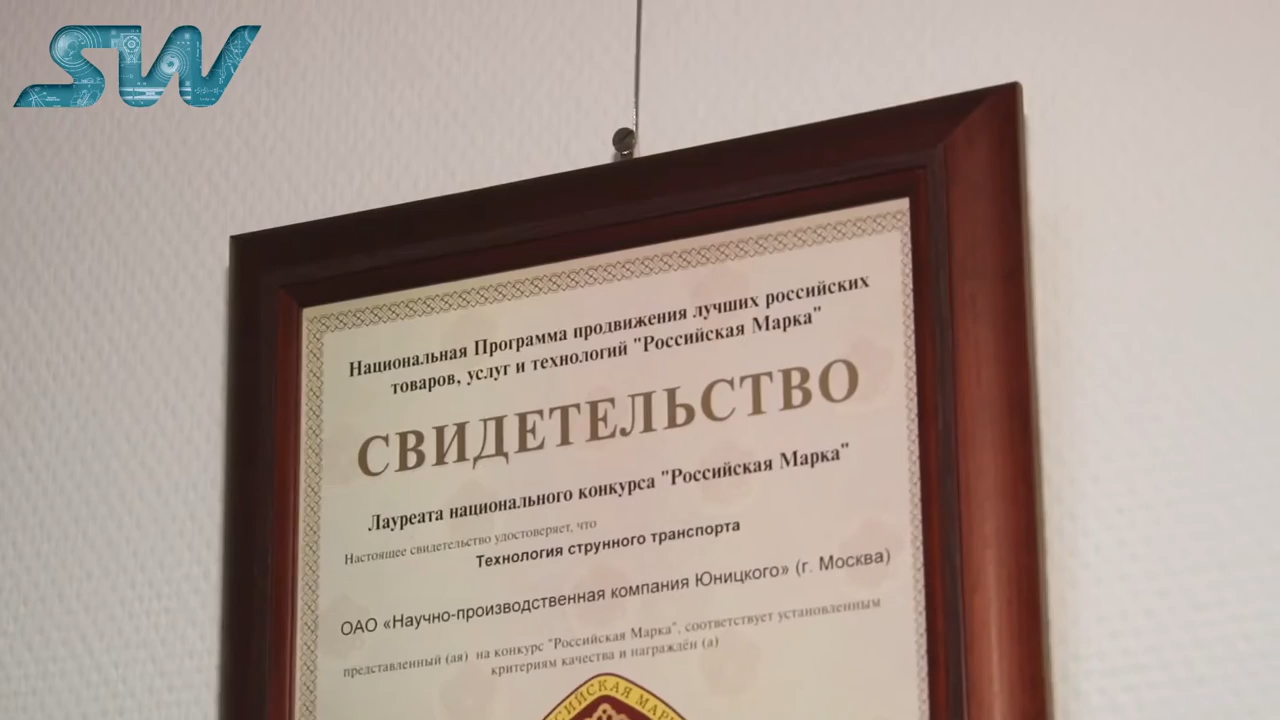 SW
Национальная Программа продвижения лучших российских
товаров, услуг и технологий "Российская Марка"
СВИДЕТЕЛЬСТВО
Лауреата национального конкурса "Российская Марка"
Настоящее свидетельство удостоверяет, что
Технология струнного транспорта
ОАО «Научно-производственная компания Юницкого» (г. Москва)
представленный (ая) на конкурс "Российская Марка", соответствует установленным
критериям качества и награждён (а)